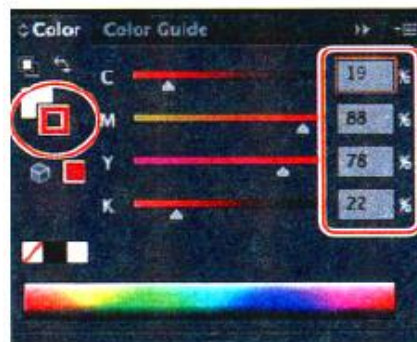 Color Color Guide
C 19 %
M 88 %
Y 78 %
K 22 %